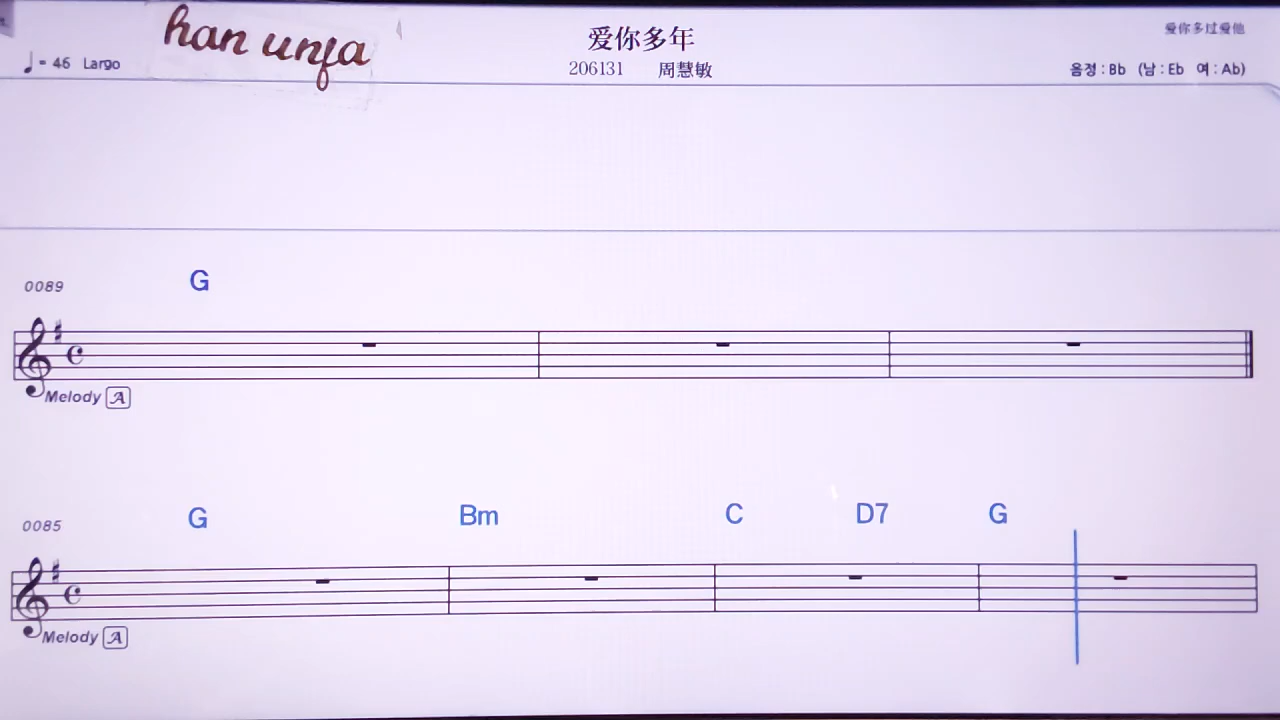 han unfa
爱你多年
爱你多过爱他
♩= 46 Largo
206131 周慧敏
음정 : Bb (남 : Eb 여 : Ab)
0089 G
Melody A
0085 G Bm C D7 G
Melody A